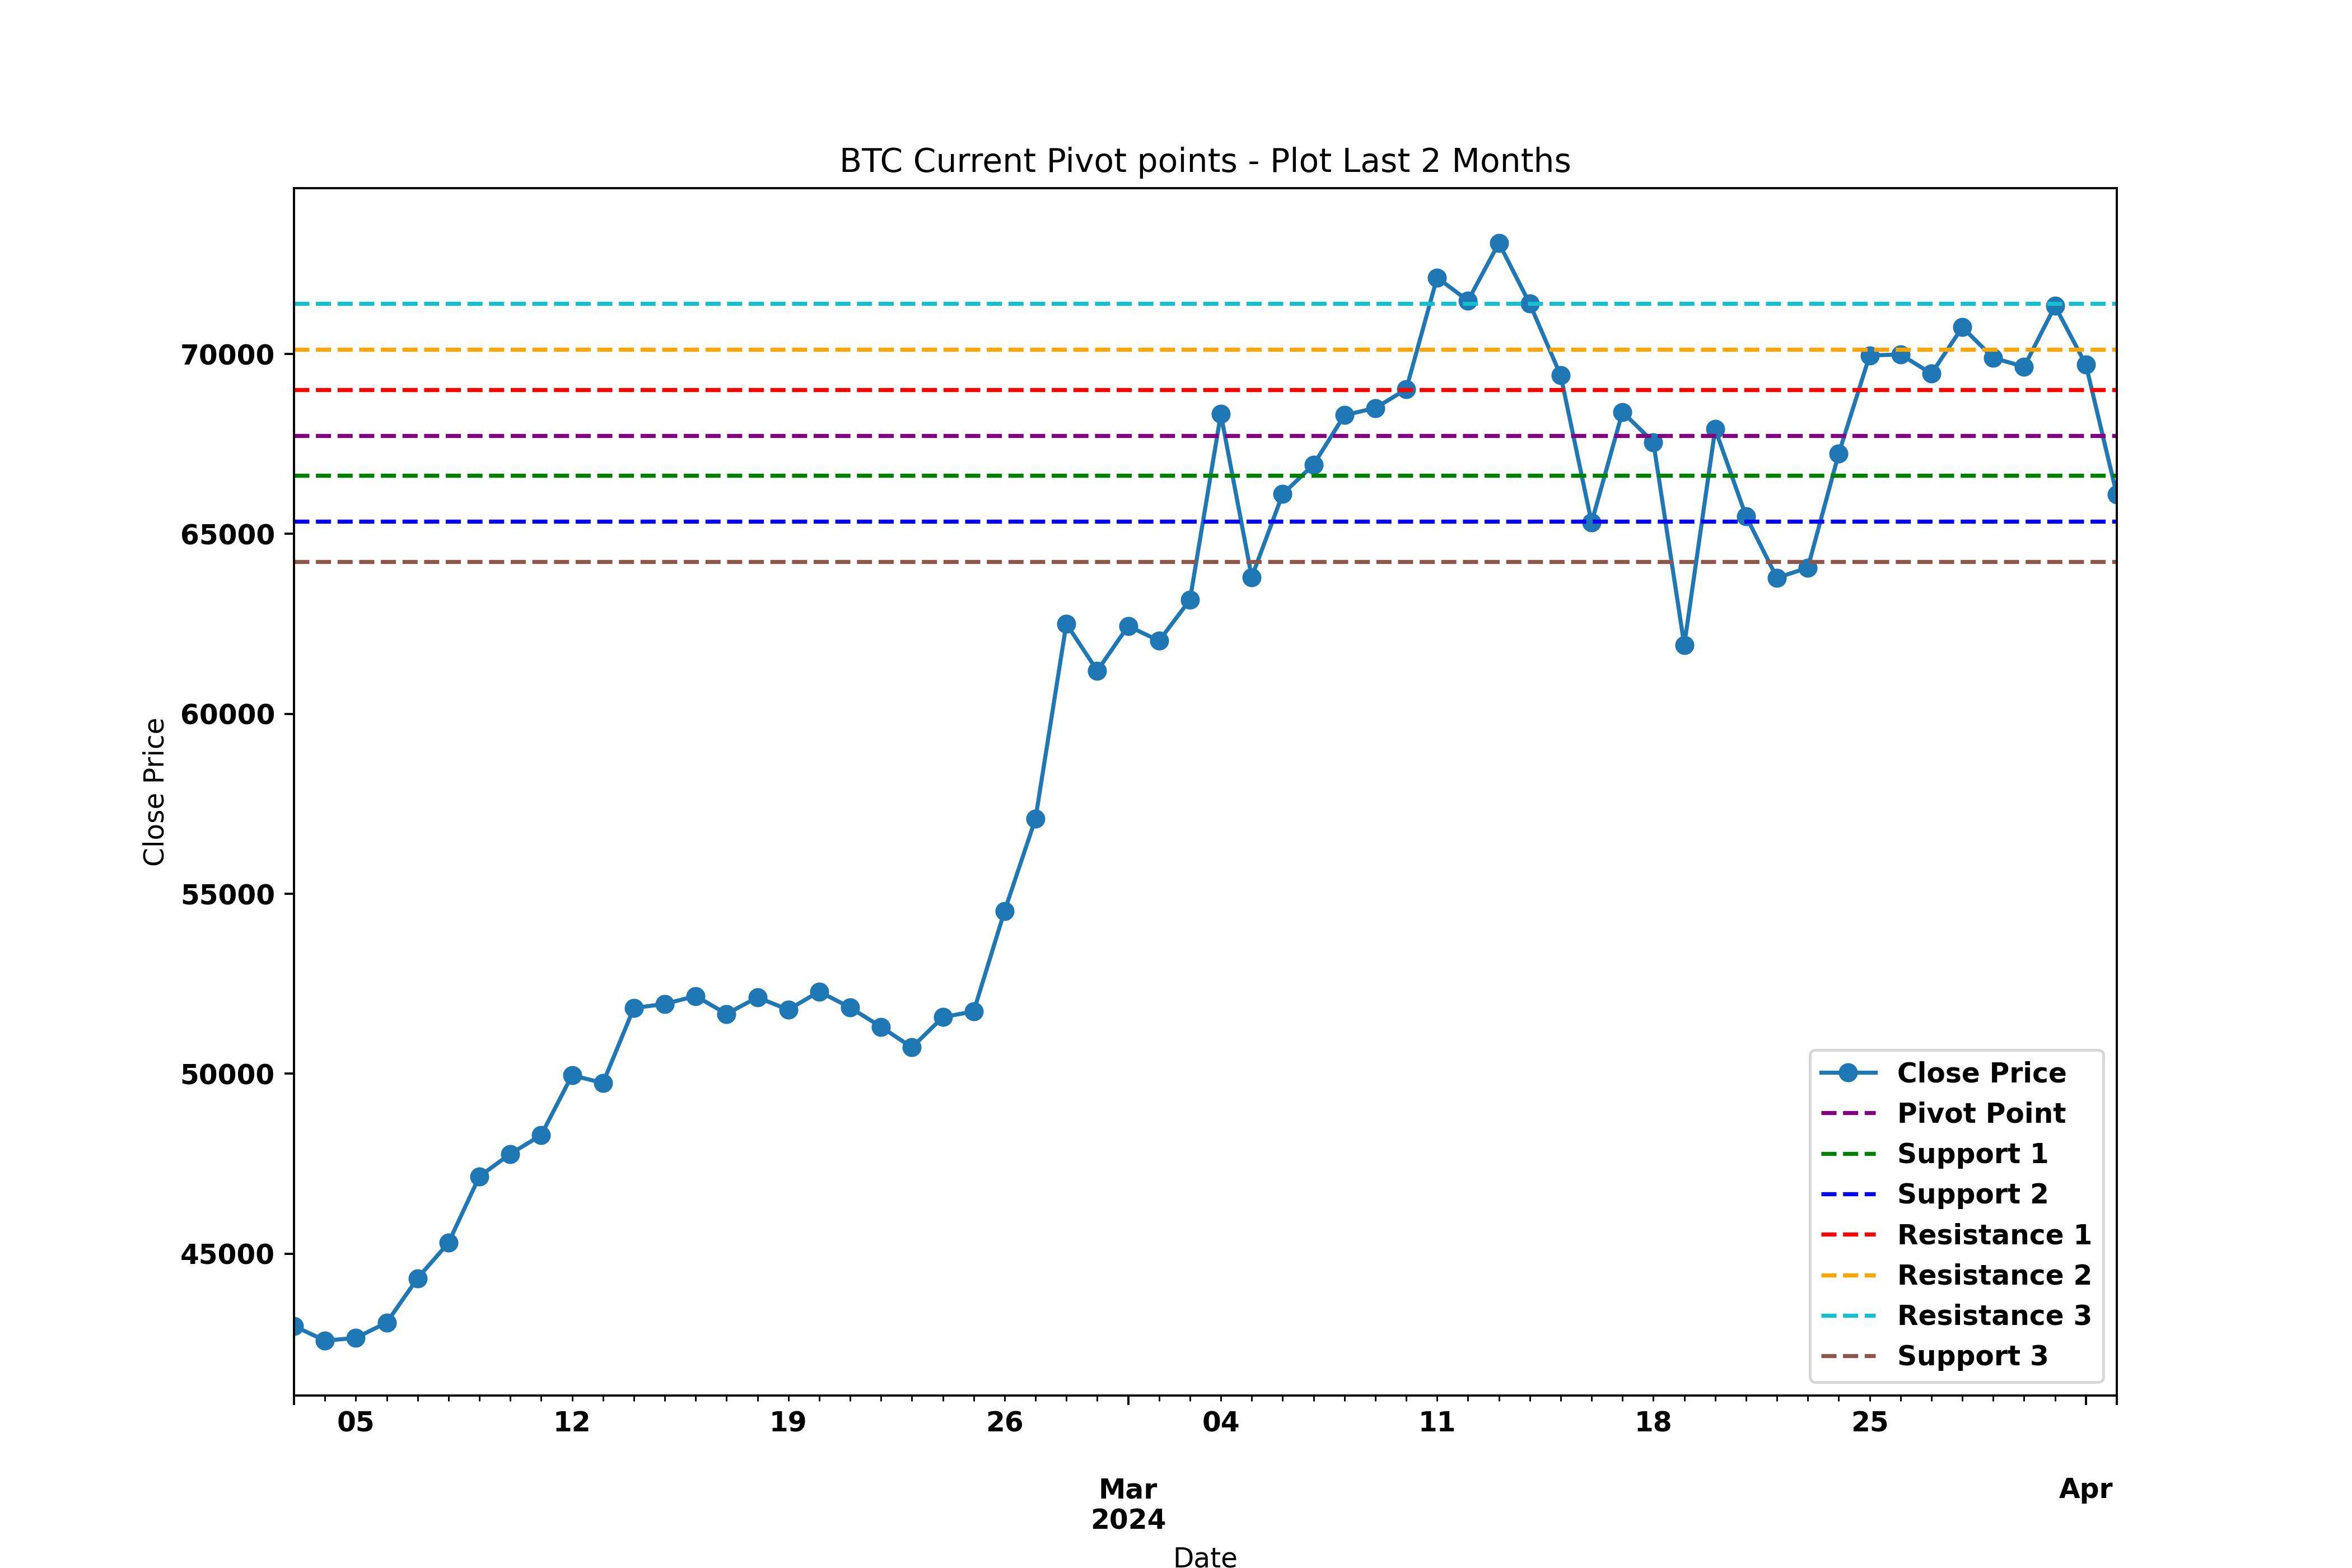 BTC Current Pivot points - Plot Last 2 Months
Close Price
70000
65000
60000
55000
50000
45000
Close Price
Pivot Point
Support 1
Support 2
Resistance 1
Resistance 2
Resistance 3
Support 3
05 12 19 26 04 11 18 25
Mar Apr
2024
Date